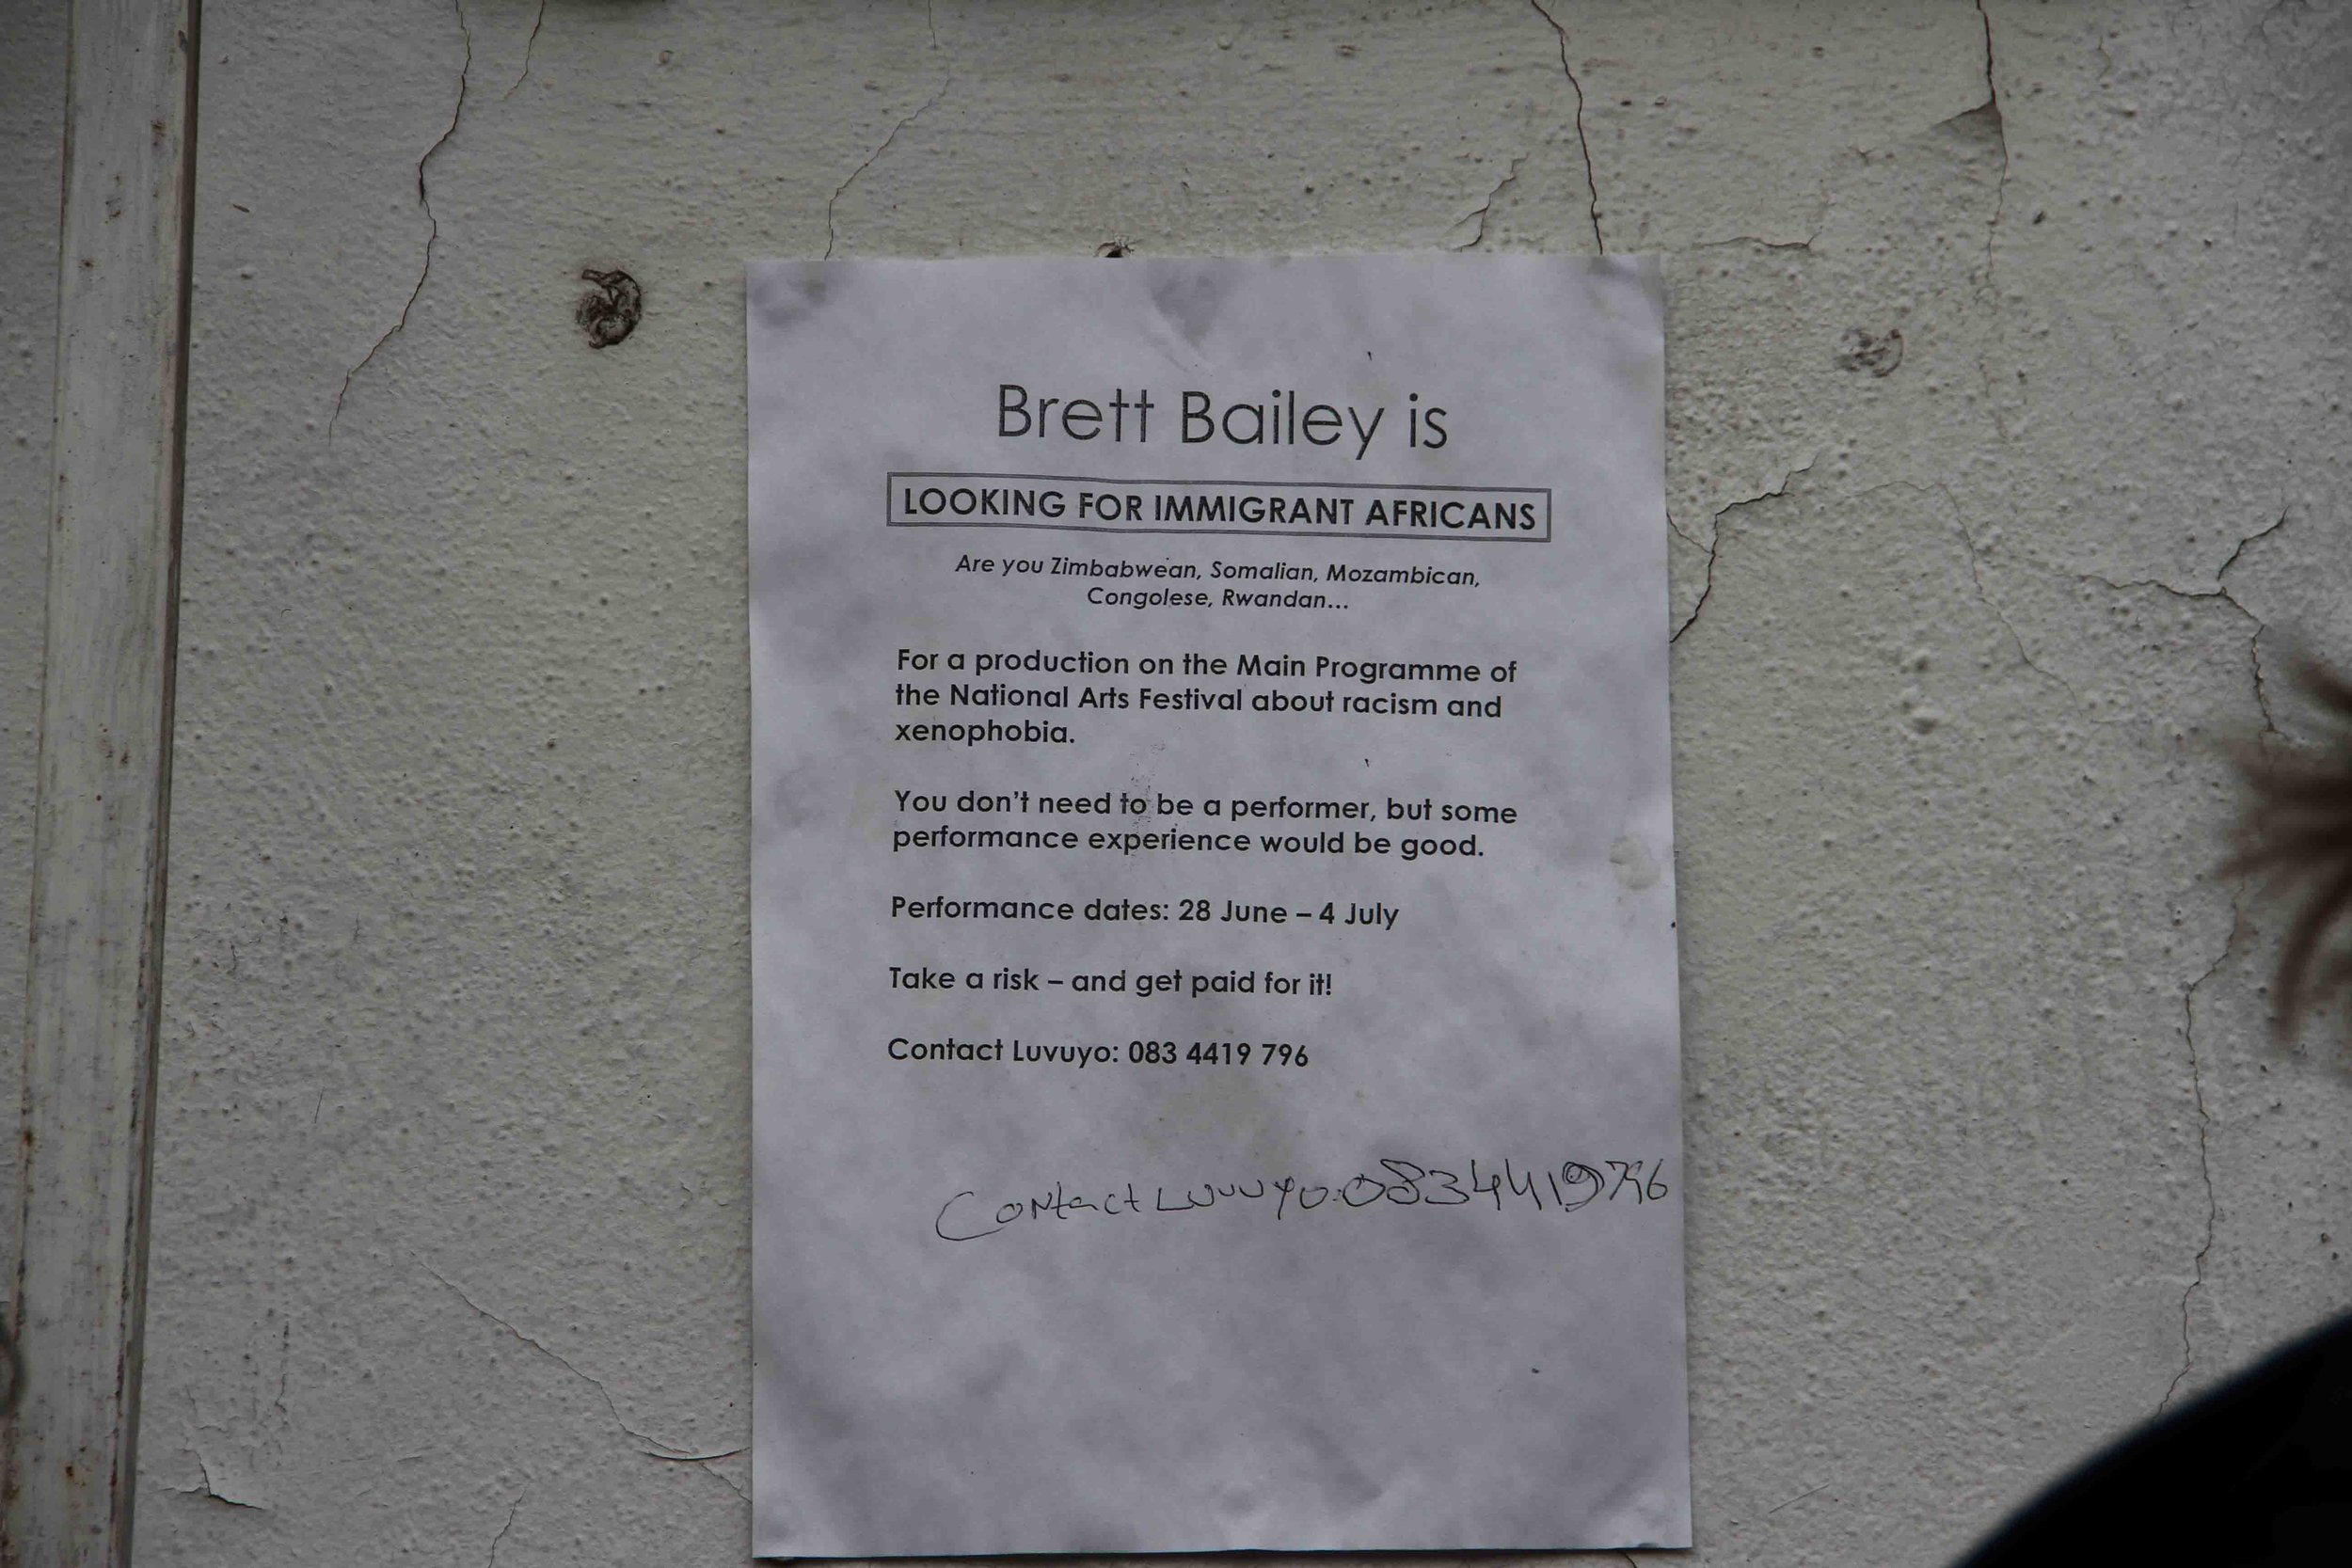 Brett Bailey is
LOOKING FOR IMMIGRANT AFRICANS
Are you Zimbabwean, Somalian, Mozambican,
Congolese, Rwandan...
For a production on the Main Programme of
the National Arts Festival about racism and
xenophobia.
You don't need to be a performer, but some
performance experience would be good.
Performance dates: 28 June – 4 July
Take a risk – and get paid for it!
Contact Luvuyo: 083 4419 796
Contact Luvuyo: 0834419796